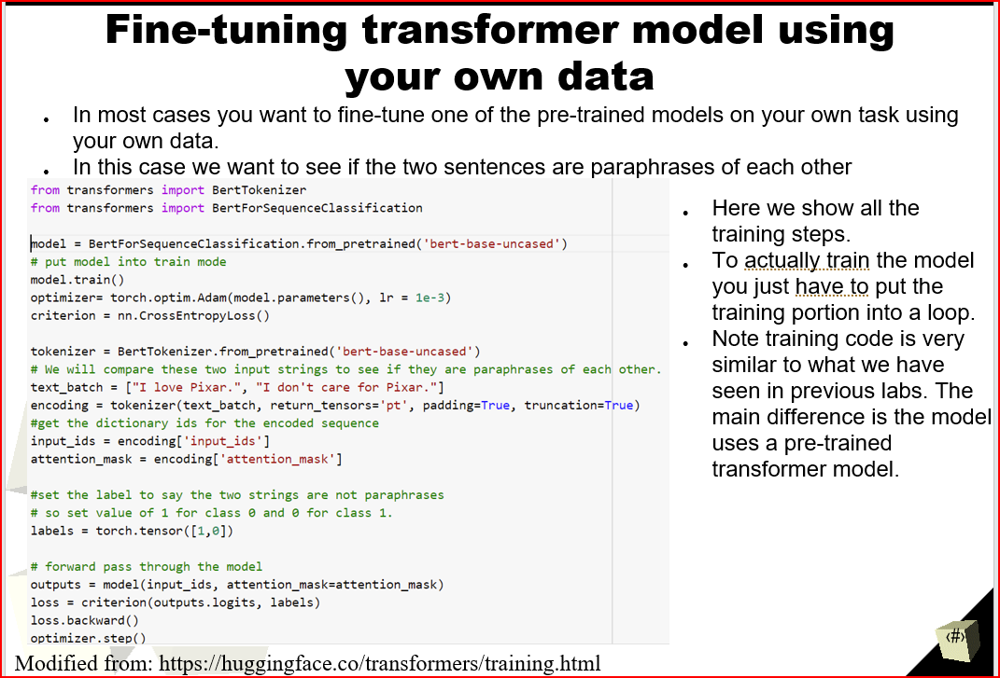 Fine-tuning transformer model using
your own data
• In most cases you want to fine-tune one of the pre-trained models on your own task using
your own data.
• In this case we want to see if the two sentences are paraphrases of each other
from transformers import BertTokenizer
from transformers import BertForSequenceClassification
model = BertForSequenceClassification.from_pretrained('bert-base-uncased')
# put model into train mode
model.train()
optimizer= torch.optim.Adam(model.parameters(), lr = 1e-3)
criterion = nn.CrossEntropyLoss()
tokenizer = BertTokenizer.from_pretrained('bert-base-uncased')
# We will compare these two input strings to see if they are paraphrases of each other.
text_batch = ["I love Pixar.", "I don't care for Pixar."]
encoding = tokenizer(text_batch, return_tensors='pt', padding=True, truncation=True)
#get the dictionary ids for the encoded sequence
input_ids = encoding['input_ids']
attention_mask = encoding['attention_mask']
#set the label to say the two strings are not paraphrases
# so set value of 1 for class 0 and 0 for class 1.
labels = torch.tensor([1,0])
# forward pass through the model
outputs = model(input_ids, attention_mask=attention_mask)
loss = criterion(outputs.logits, labels)
loss.backward()
optimizer.step()
• Here we show all the
training steps.
• To actually train the model
you just have to put the
training portion into a loop.
• Note training code is very
similar to what we have
seen in previous labs. The
main difference is the model
uses a pre-trained
transformer model.
Modified from: https://huggingface.co/transformers/training.html
‹#›